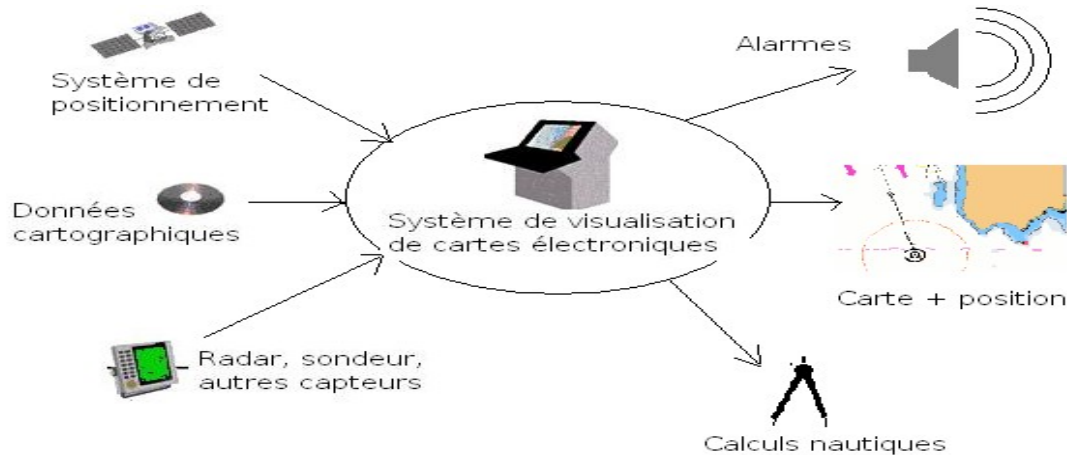 Alarmes
Système de
positionnement
Données
cartographiques
Système de visualisation
de cartes électroniques
Carte + position
Radar, sondeur,
autres capteurs
Calculs nautiques